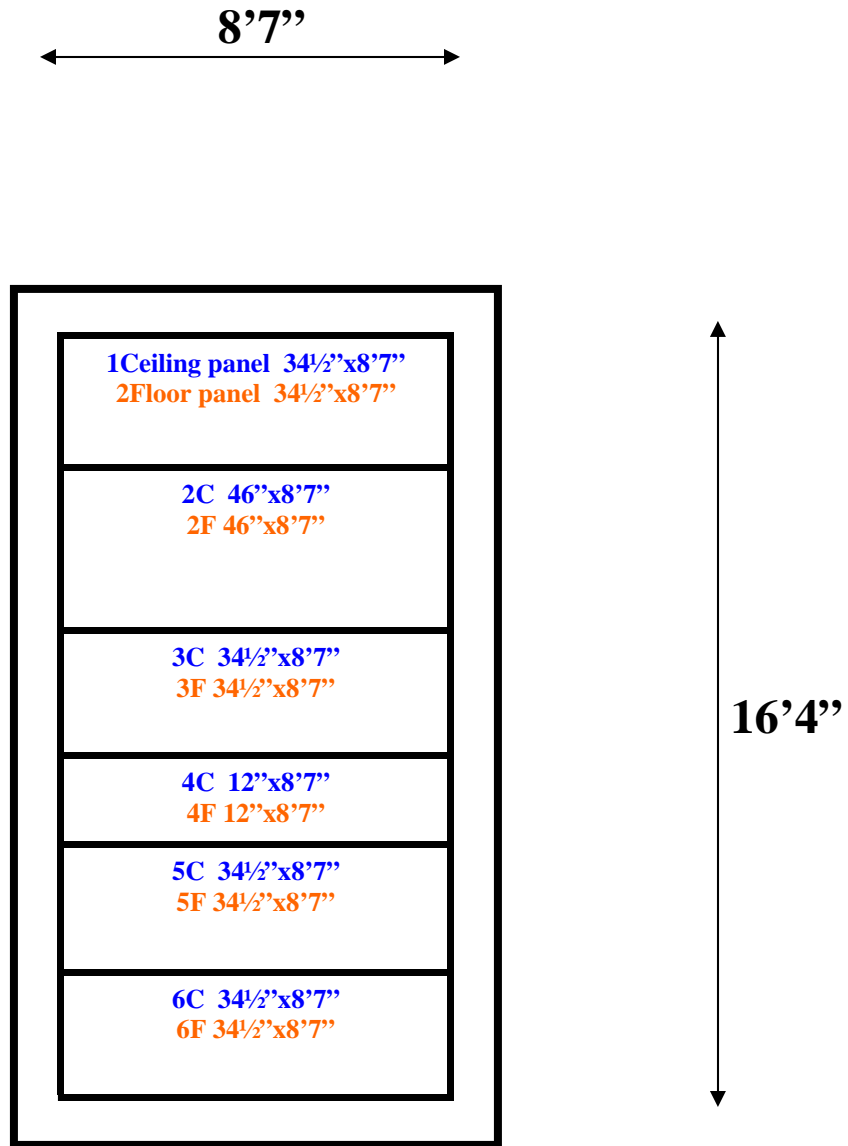 8’7”
1Ceiling panel 34½”x8’7”
2Floor panel 34½”x8’7”
2C 46”x8’7”
2F 46”x8’7”
3C 34½”x8’7”
3F 34½”x8’7”
16’4”
4C 12”x8’7”
4F 12”x8’7”
5C 34½”x8’7”
5F 34½”x8’7”
6C 34½”x8’7”
6F 34½”x8’7”